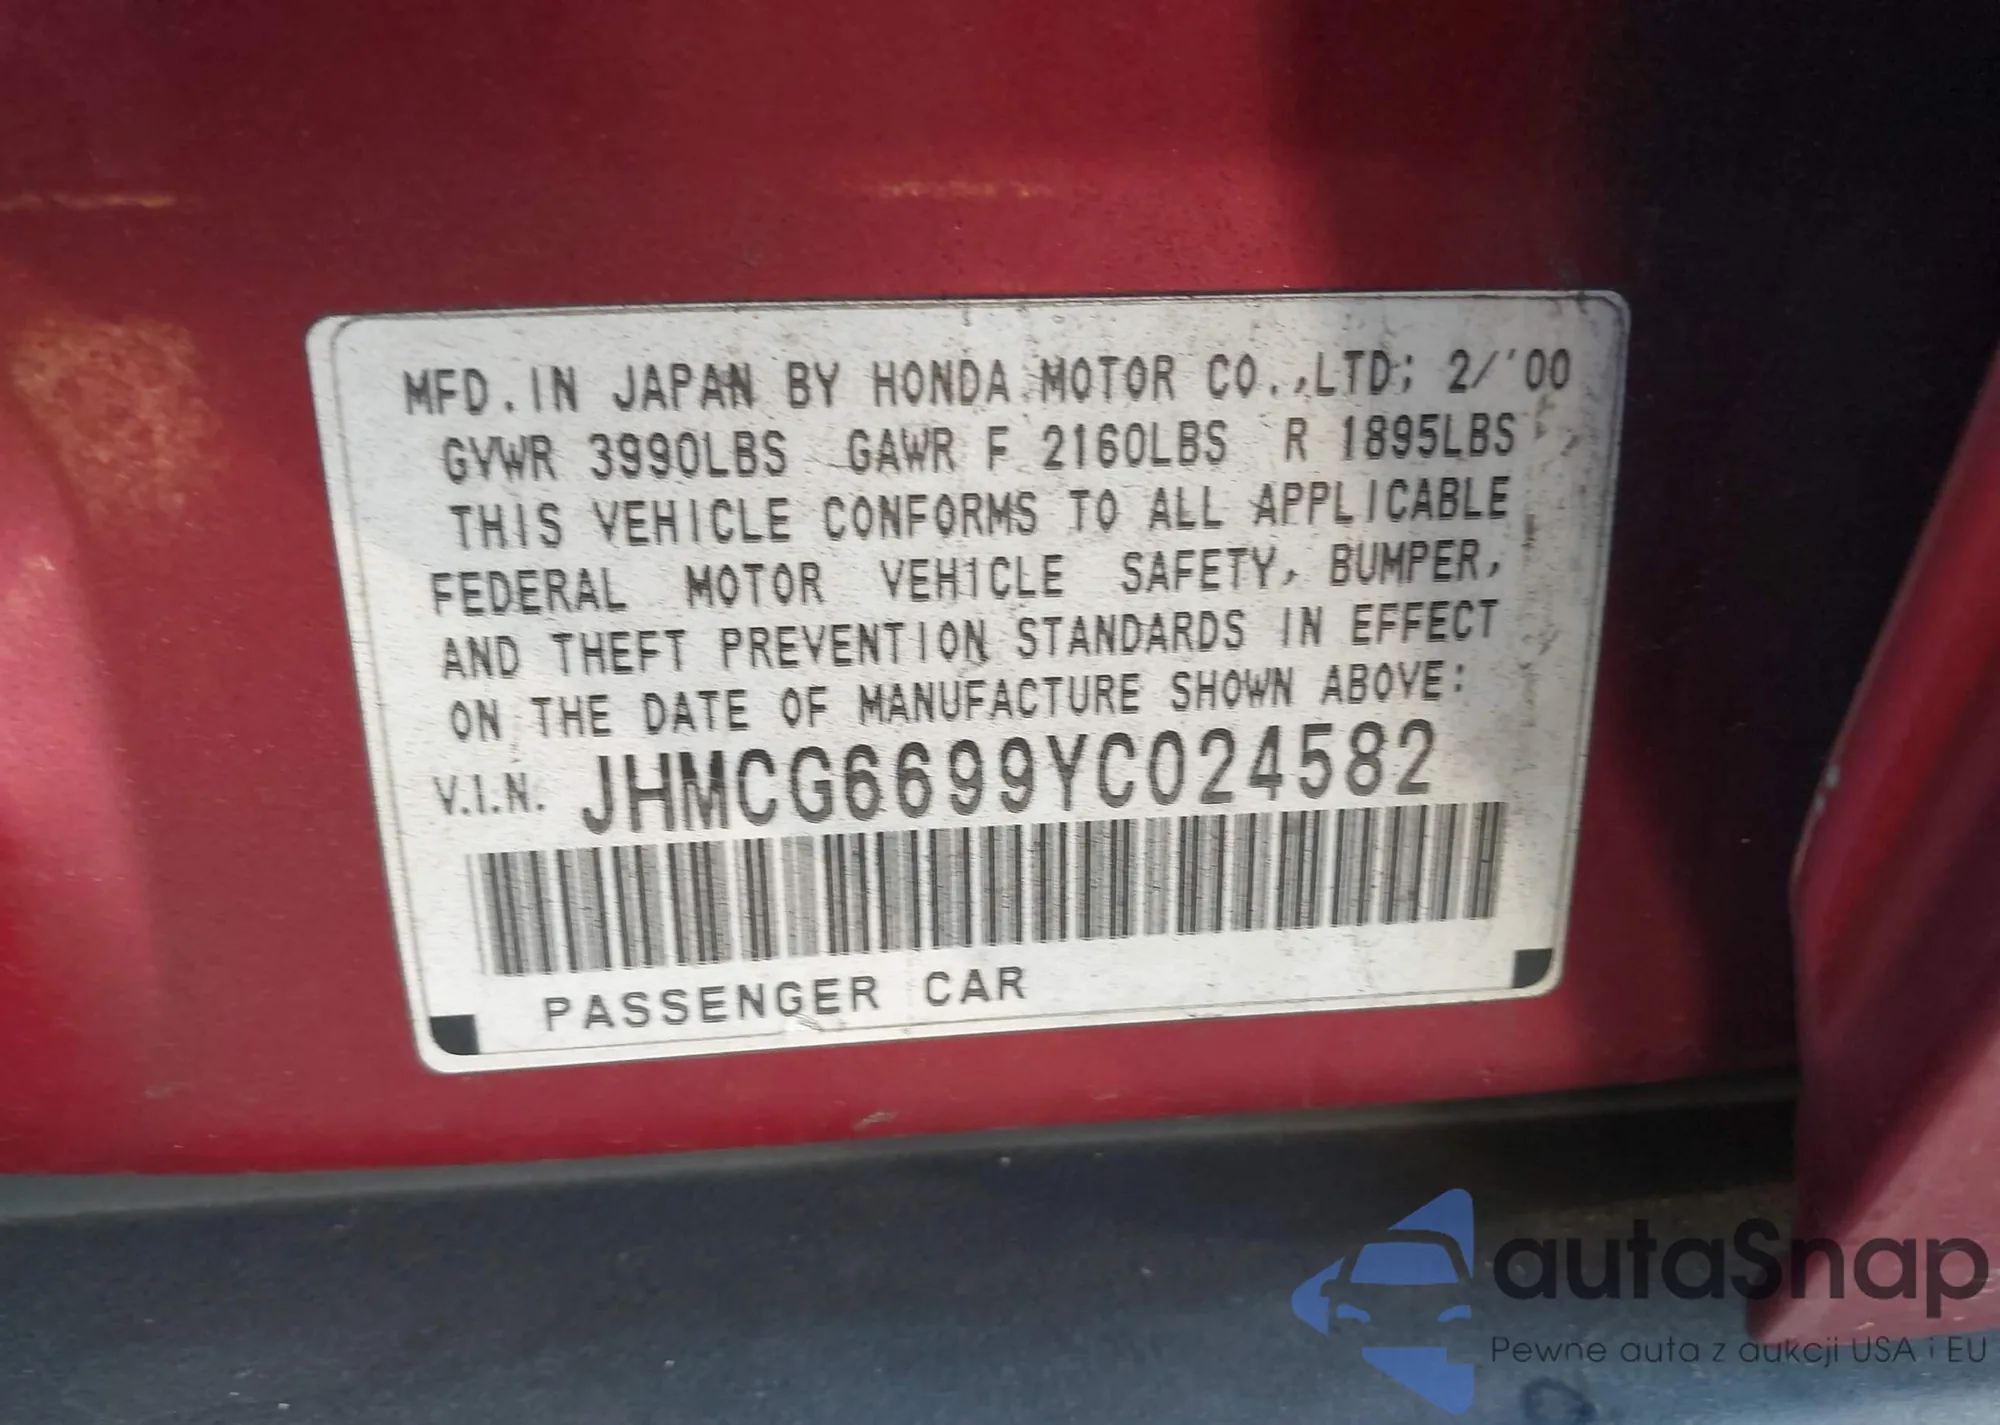 MFD. IN JAPAN BY HONDA MOTOR CO.,LTD; 2/'00
GVWR 3990LBS GAWR F 2160LBS R 1895LBS
THIS VEHICLE CONFORMS TO ALL APPLICABLE
FEDERAL MOTOR VEHICLE SAFETY, BUMPER,
AND THEFT PREVENTION STANDARDS IN EFFECT
ON THE DATE OF MANUFACTURE SHOWN ABOVE:
V.I.N. JHMCG6699YC024582
PASSENGER CAR
autaSnap
Pewne auta z aukcji USA i EU